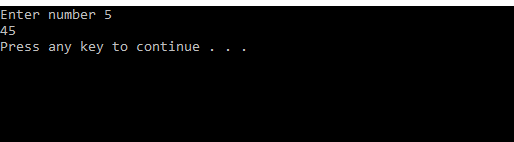 Enter number 5
45
Press any key to continue . . .